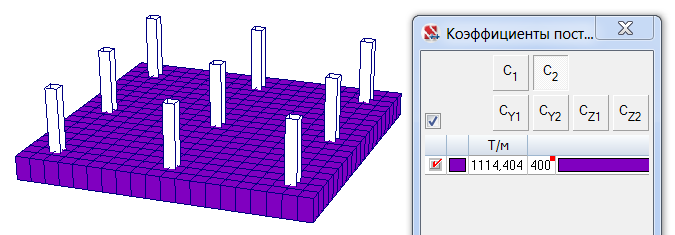 Коэффициенты пост...
C1 C2
CY1 CY2 CZ1 CZ2
Т/м
1114,404 400